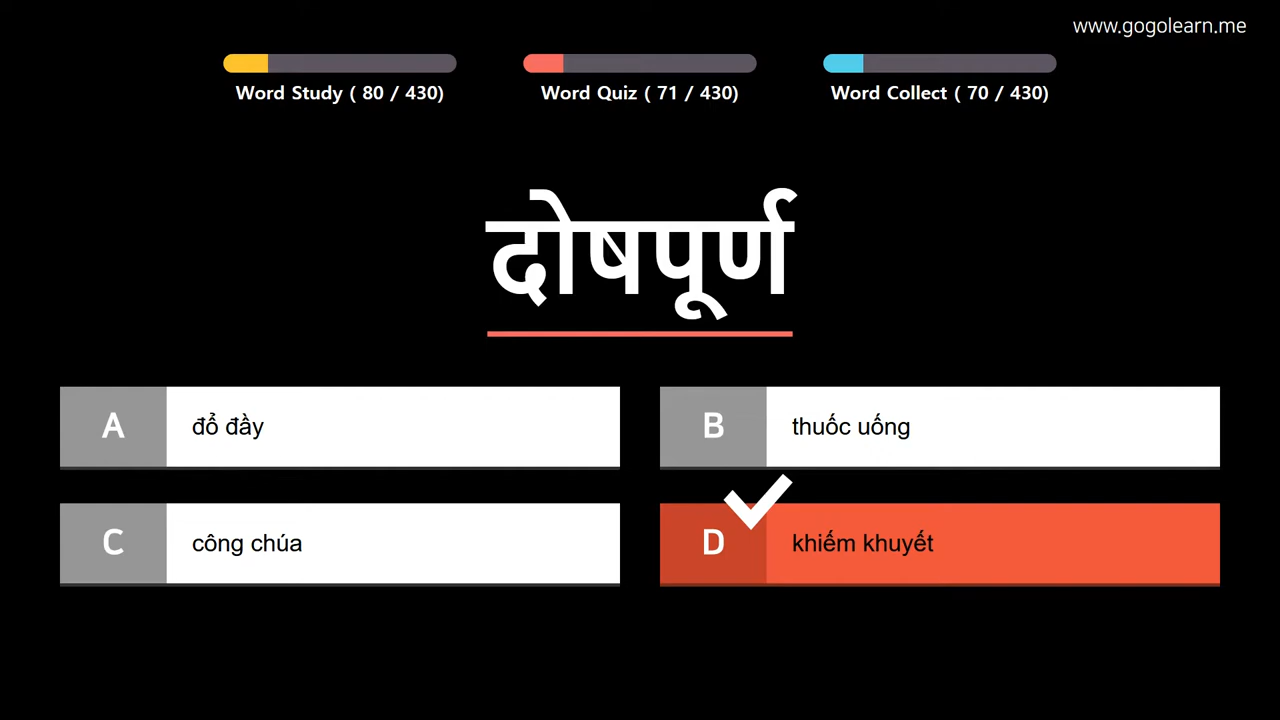 www.gogolearn.me
Word Study ( 80 / 430)
Word Quiz ( 71 / 430)
Word Collect ( 70 / 430)
दोषपूर्ण
A đổ đầy
B thuốc uống
C công chúa
D khiếm khuyết